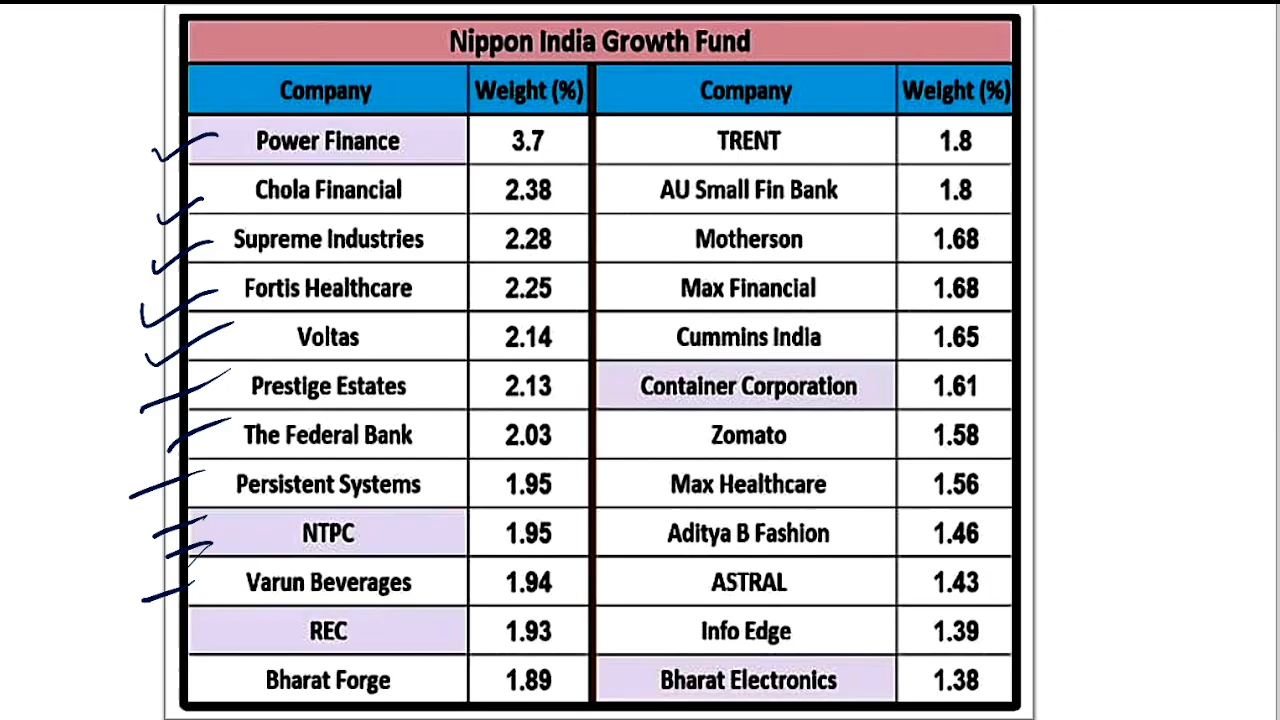 Nippon India Growth Fund
Company Weight (%) Company Weight (%)
Power Finance 3.7 TRENT 1.8
Chola Financial 2.38 AU Small Fin Bank 1.8
Supreme Industries 2.28 Motherson 1.68
Fortis Healthcare 2.25 Max Financial 1.68
Voltas 2.14 Cummins India 1.65
Prestige Estates 2.13 Container Corporation 1.61
The Federal Bank 2.03 Zomato 1.58
Persistent Systems 1.95 Max Healthcare 1.56
NTPC 1.95 Aditya B Fashion 1.46
Varun Beverages 1.94 ASTRAL 1.43
REC 1.93 Info Edge 1.39
Bharat Forge 1.89 Bharat Electronics 1.38